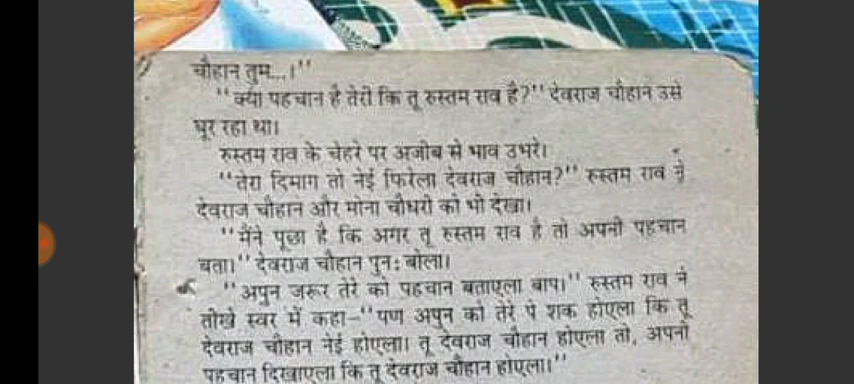 चौहान तुम...।''
''क्या पहचान है तेरी कि तू रुस्तम राव है?'' देवराज चौहान उसे
घूर रहा था।
रुस्तम राव के चेहरे पर अजीब से भाव उभरे।
''तेरा दिमाग तो नेई फिरेला देवराज चौहान?'' रुस्तम राव ने
देवराज चौहान और मोना चौधरी को भी देखा।
''मैंने पूछा है कि अगर तू रुस्तम राव है तो अपनी पहचान
बता।'' देवराज चौहान पुनः बोला।
''अपुन जरूर तेरे को पहचान बताएला बाप।'' रुस्तम राव ने
तीखे स्वर में कहा-''पण अपुन को तेरे पे शक होएला कि तू
देवराज चौहान नेई होएला। तू देवराज चौहान होएला तो, अपनी
पहचान दिखाएला कि तू देवराज चौहान होएला।''